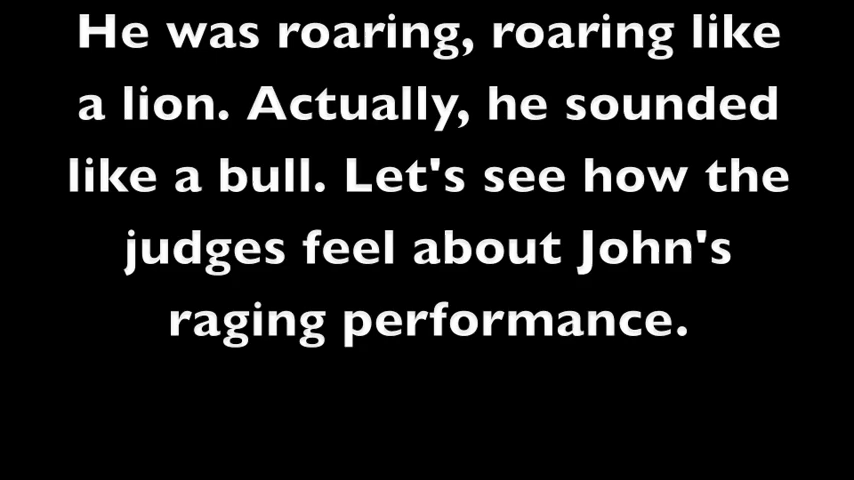 He was roaring, roaring like
a lion. Actually, he sounded
like a bull. Let's see how the
judges feel about John's
raging performance.